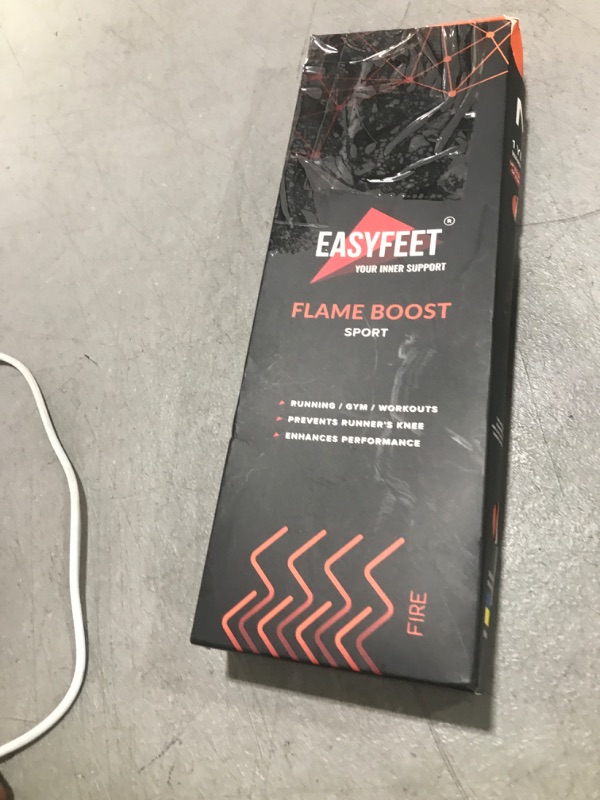 EASYFEET®
YOUR INNER SUPPORT
FLAME BOOST
SPORT
RUNNING / GYM / WORKOUTS
PREVENTS RUNNER'S KNEE
ENHANCES PERFORMANCE
FIRE